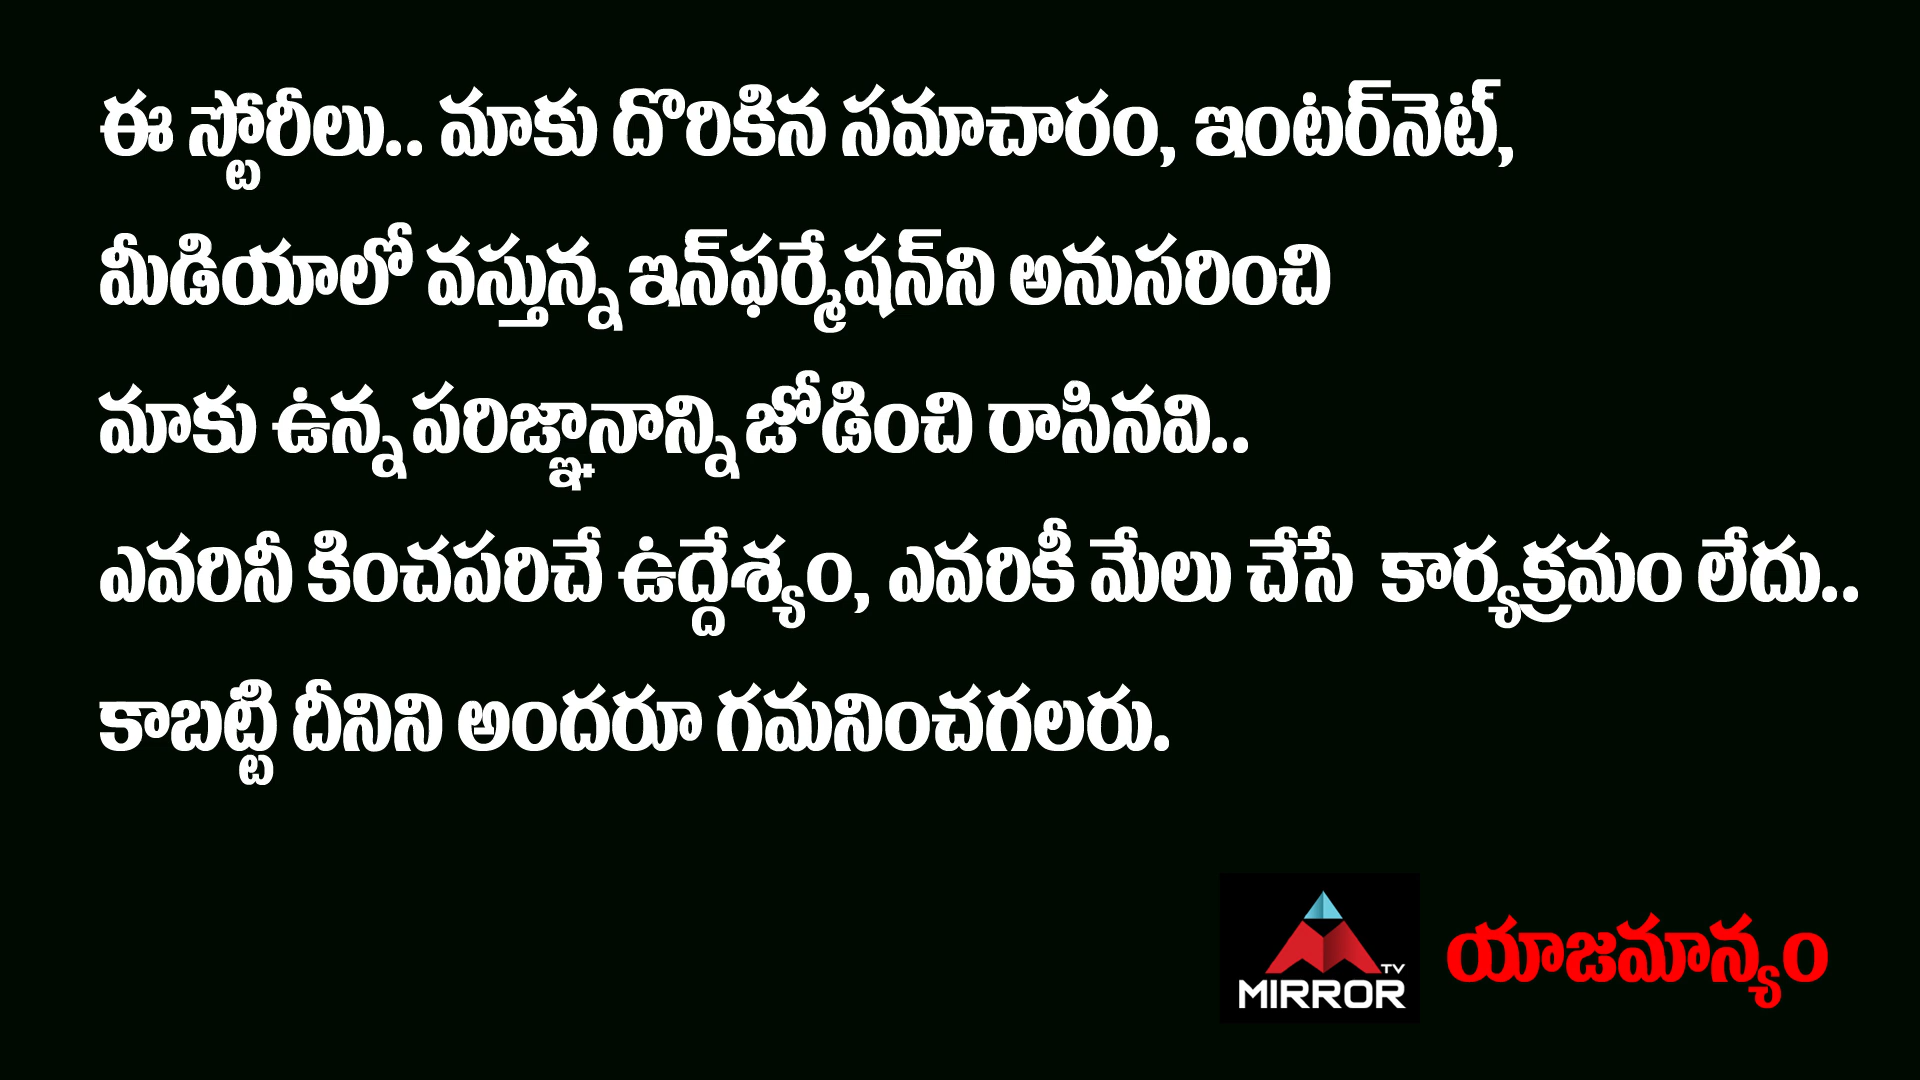 ఈ స్టోరీలు.. మాకు దొరికిన సమాచారం, ఇంటర్‌నెట్,
మీడియాలో వస్తున్న ఇన్‌ఫర్మేషన్‌ని అనుసరించి
మాకు ఉన్న పరిజ్ఞానాన్ని జోడించి రాసినవి..
ఎవరినీ కించపరిచే ఉద్దేశ్యం, ఎవరికీ మేలు చేసే కార్యక్రమం లేదు..
కాబట్టి దీనిని అందరూ గమనించగలరు.
TV
MIRROR యాజమాన్యం